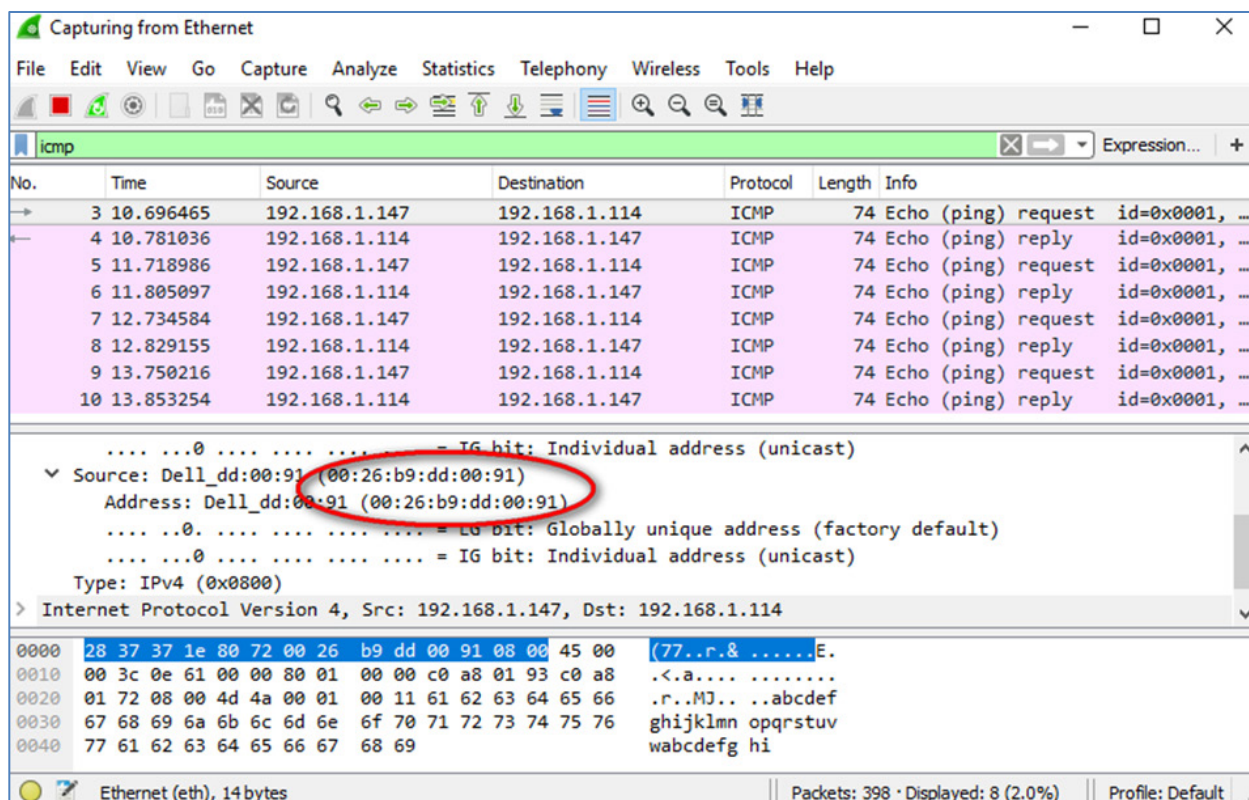 Capturing from Ethernet
File Edit View Go Capture Analyze Statistics Telephony Wireless Tools Help
icmp Expression... +
No. Time Source Destination Protocol Length Info
3 10.696465 192.168.1.147 192.168.1.114 ICMP 74 Echo (ping) request id=0x0001, …
4 10.781036 192.168.1.114 192.168.1.147 ICMP 74 Echo (ping) reply id=0x0001, …
5 11.718986 192.168.1.147 192.168.1.114 ICMP 74 Echo (ping) request id=0x0001, …
6 11.805097 192.168.1.114 192.168.1.147 ICMP 74 Echo (ping) reply id=0x0001, …
7 12.734584 192.168.1.147 192.168.1.114 ICMP 74 Echo (ping) request id=0x0001, …
8 12.829155 192.168.1.114 192.168.1.147 ICMP 74 Echo (ping) reply id=0x0001, …
9 13.750216 192.168.1.147 192.168.1.114 ICMP 74 Echo (ping) request id=0x0001, …
10 13.853254 192.168.1.114 192.168.1.147 ICMP 74 Echo (ping) reply id=0x0001, …
.... ...0 .... .... .... .... = IG bit: Individual address (unicast)
Source: Dell_dd:00:91 (00:26:b9:dd:00:91)
Address: Dell_dd:00:91 (00:26:b9:dd:00:91)
.... ..0. .... .... .... .... = LG bit: Globally unique address (factory default)
.... ...0 .... .... .... .... = IG bit: Individual address (unicast)
Type: IPv4 (0x0800)
Internet Protocol Version 4, Src: 192.168.1.147, Dst: 192.168.1.114
0000 28 37 37 1e 80 72 00 26 b9 dd 00 91 08 00 45 00 (77..r.& ......E.
0010 00 3c 0e 61 00 00 80 01 00 00 c0 a8 01 93 c0 a8 .<.a.... ........
0020 01 72 08 00 4d 4a 00 01 00 11 61 62 63 64 65 66 .r..MJ.. ..abcdef
0030 67 68 69 6a 6b 6c 6d 6e 6f 70 71 72 73 74 75 76 ghijklmn opqrstuv
0040 77 61 62 63 64 65 66 67 68 69 wabcdefg hi
Ethernet (eth), 14 bytes Packets: 398 · Displayed: 8 (2.0%) Profile: Default